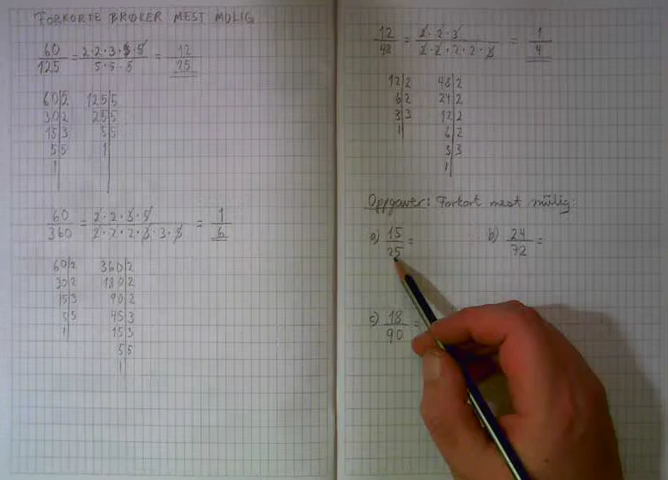 FORKORTE BRØKER MEST MULIG
60/125 = 2·2·3·5·5/5·5·5 = 12/25
60|2 125|5
30|2 25|5
15|3 5|5
5|5 1|
1|
60/360 = 2·2·3·5/2·2·2·3·3·5 = 1/6
60|2 360|2
30|2 180|2
15|3 90|2
5|5 45|3
1| 15|3
5|5
1|
12/48 = 2·2·3/2·2·2·2·3 = 1/4
12|2 48|2
6|2 24|2
3|3 12|2
1| 6|2
3|3
1|
Oppgaver: Forkort mest mulig:
a) 15/25 = b) 24/72 =
c) 18/90 =